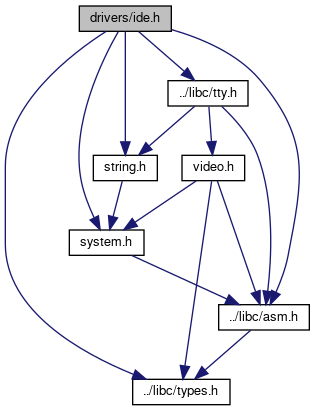 drivers/ide.h
../libc/tty.h
string.h
video.h
system.h
../libc/asm.h
../libc/types.h